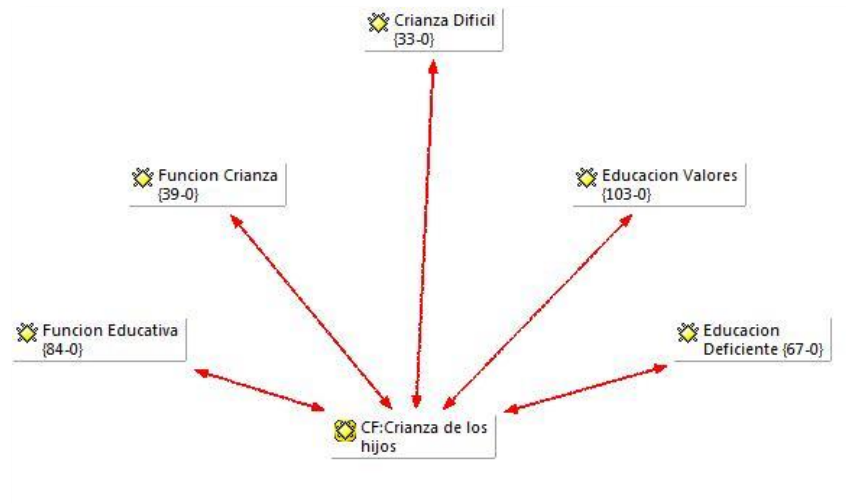 Crianza Dificil
{33-0}
Funcion Crianza
{39-0}
Educacion Valores
{103-0}
Funcion Educativa
{84-0}
Educacion
Deficiente {67-0}
CF:Crianza de los
hijos